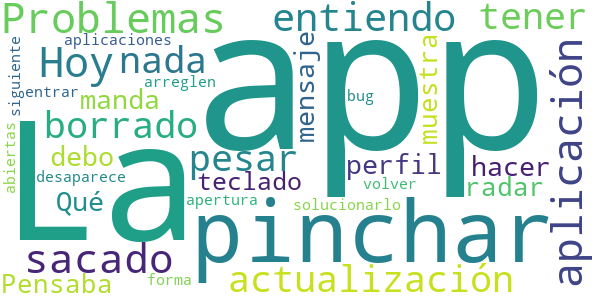 Problemas
entiendo
tener
aplicaciones
siguiente
Hoy
nada
app
mensaje
muestra
aplicación
arreglen
entrar
manda
bug
La
borrado
abiertas
debo
pesar
perfil
hacer
desaparece
teclado
volver
radar
Qué
apertura
pinchar
solucionarlo
sacado
Pensaba
forma
actualización